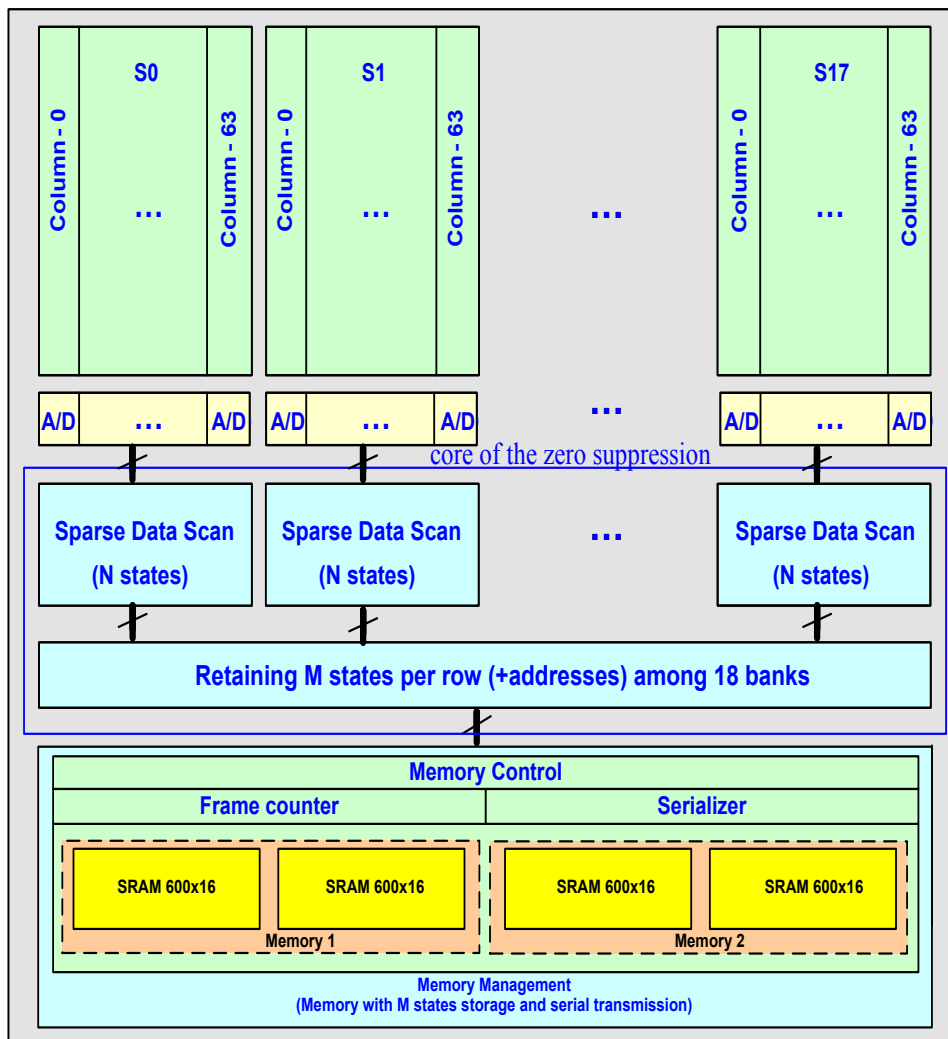 S0
S1
S17
Column - 0
...
Column - 63
Column - 0
...
Column - 63
...
Column - 0
...
Column - 63
A/D
...
A/D
A/D
...
A/D
...
A/D
...
A/D
core of the zero suppression
Sparse Data Scan
(N states)
Sparse Data Scan
(N states)
...
Sparse Data Scan
(N states)
Retaining M states per row (+addresses) among 18 banks
Memory Control
Frame counter
Serializer
SRAM 600x16
SRAM 600x16
SRAM 600x16
SRAM 600x16
Memory 1
Memory 2
Memory Management
(Memory with M states storage and serial transmission)